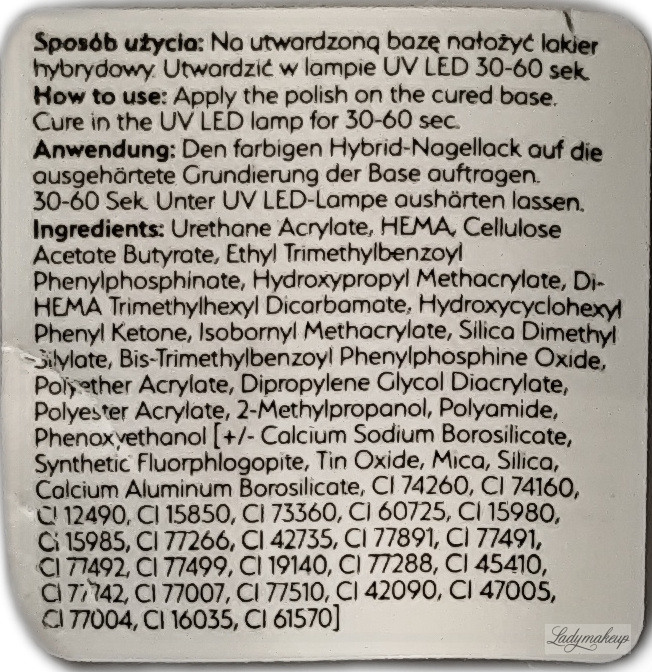 Sposób użycia: Na utwardzoną bazę nałożyć lakier
hybrydowy. Utwardzić w lampie UV LED 30-60 sek.
How to use: Apply the polish on the cured base.
Cure in the UV LED lamp for 30-60 sec.
Anwendung: Den farbigen Hybrid-Nagellack auf die
ausgehärtete Grundierung der Base auftragen.
30-60 Sek. Unter UV LED-Lampe aushärten lassen.
Ingredients: Urethane Acrylate, HEMA, Cellulose
Acetate Butyrate, Ethyl Trimethylbenzoyl
Phenylphosphinate, Hydroxypropyl Methacrylate, Di-
HEMA Trimethylhexyl Dicarbamate, Hydroxycyclohexyl
Phenyl Ketone, Isobornyl Methacrylate, Silica Dimethyl
Silylate, Bis-Trimethylbenzoyl Phenylphosphine Oxide,
Polyether Acrylate, Dipropylene Glycol Diacrylate,
Polyester Acrylate, 2-Methylpropanol, Polyamide,
Phenoxyethanol [+/- Calcium Sodium Borosilicate,
Synthetic Fluorphlogopite, Tin Oxide, Mica, Silica,
Calcium Aluminum Borosilicate, CI 74260, CI 74160,
CI 12490, CI 15850, CI 73360, CI 60725, CI 15980,
CI 15985, CI 77266, CI 42735, CI 77891, CI 77491,
CI 77492, CI 77499, CI 19140, CI 77288, CI 45410,
CI 77742, CI 77007, CI 77510, CI 42090, CI 47005,
CI 77004, CI 16035, CI 61570]
Ladymakeup